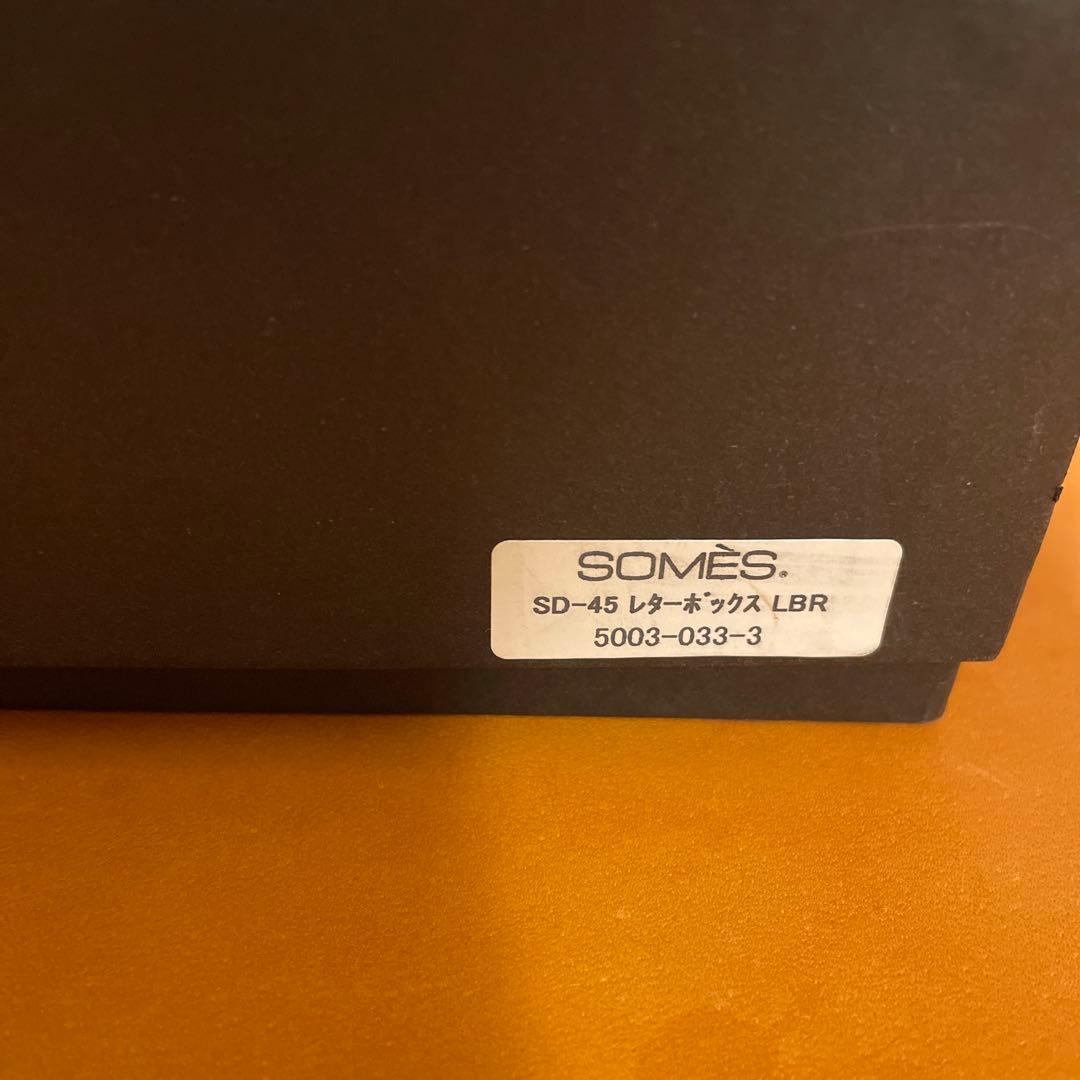 SOMÈS®
SD-45 ﾚﾀｰﾎﾞｯｸｽ LBR
5003-033-3